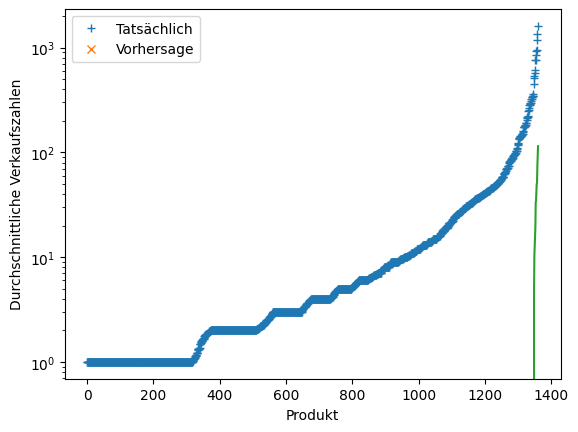 Tatsächlich
Vorhersage
10³
10²
10¹
10⁰
Durchschnittliche Verkaufszahlen
0 200 400 600 800 1000 1200 1400
Produkt